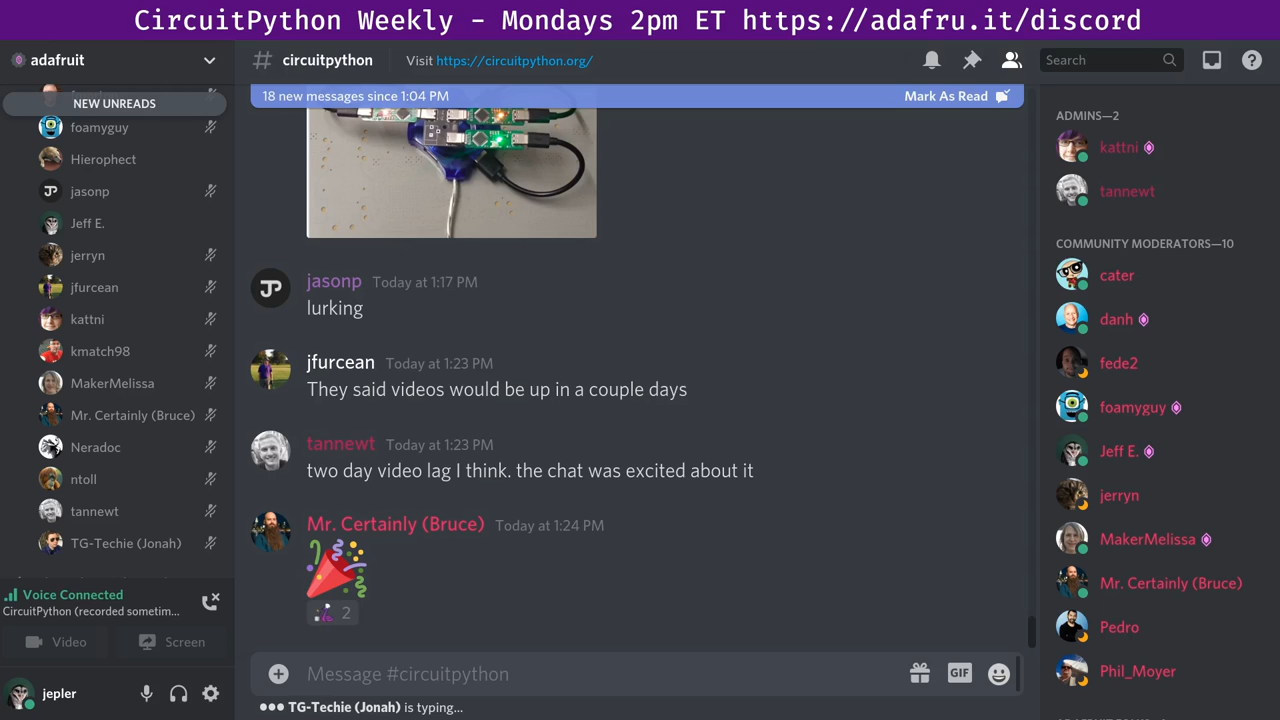 CircuitPython Weekly - Mondays 2pm ET https://adafru.it/discord
adafruit
NEW UNREADS
foamyguy
Hierophect
JP
jasonp
Jeff E.
jerryn
jfurcean
kattni
kmatch98
MakerMelissa
Mr. Certainly (Bruce)
Neradoc
ntoll
tannewt
TG-Techie (Jonah)
Voice Connected
CircuitPython (recorded sometim...
Video
Screen
jepler
# circuitpython
Visit https://circuitpython.org/
Search
18 new messages since 1:04 PM
Mark As Read
JP
jasonp Today at 1:17 PM
lurking
jfurcean Today at 1:23 PM
They said videos would be up in a couple days
tannewt Today at 1:23 PM
two day video lag I think. the chat was excited about it
Mr. Certainly (Bruce) Today at 1:24 PM
2
Message #circuitpython
GIF
TG-Techie (Jonah) is typing...
ADMINS—2
kattni
tannewt
COMMUNITY MODERATORS—10
cater
danh
fede2
foamyguy
Jeff E.
jerryn
MakerMelissa
Mr. Certainly (Bruce)
Pedro
Phil_Moyer